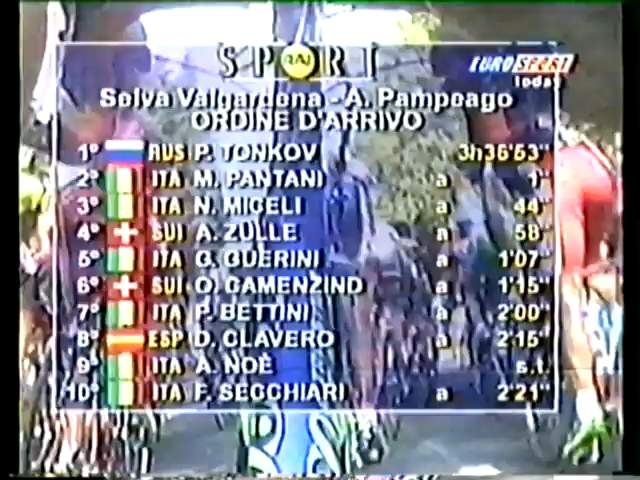 SPORT
RAI
EUROSPORT
today
Selva Valgardena - A. Pampeago
ORDINE D'ARRIVO
1° RUS P. TONKOV 3h36'53"
2° ITA M. PANTANI a 1"
3° ITA N. MICELI a 44"
4° SUI A. ZULLE a 58"
5° ITA G. GUERINI a 1'07"
6° SUI O. CAMENZIND a 1'15"
7° ITA P. BETTINI a 2'00"
8° ESP D. CLAVERO a 2'15"
9° ITA A. NOÈ s.t.
10° ITA F. SECCHIARI a 2'21"